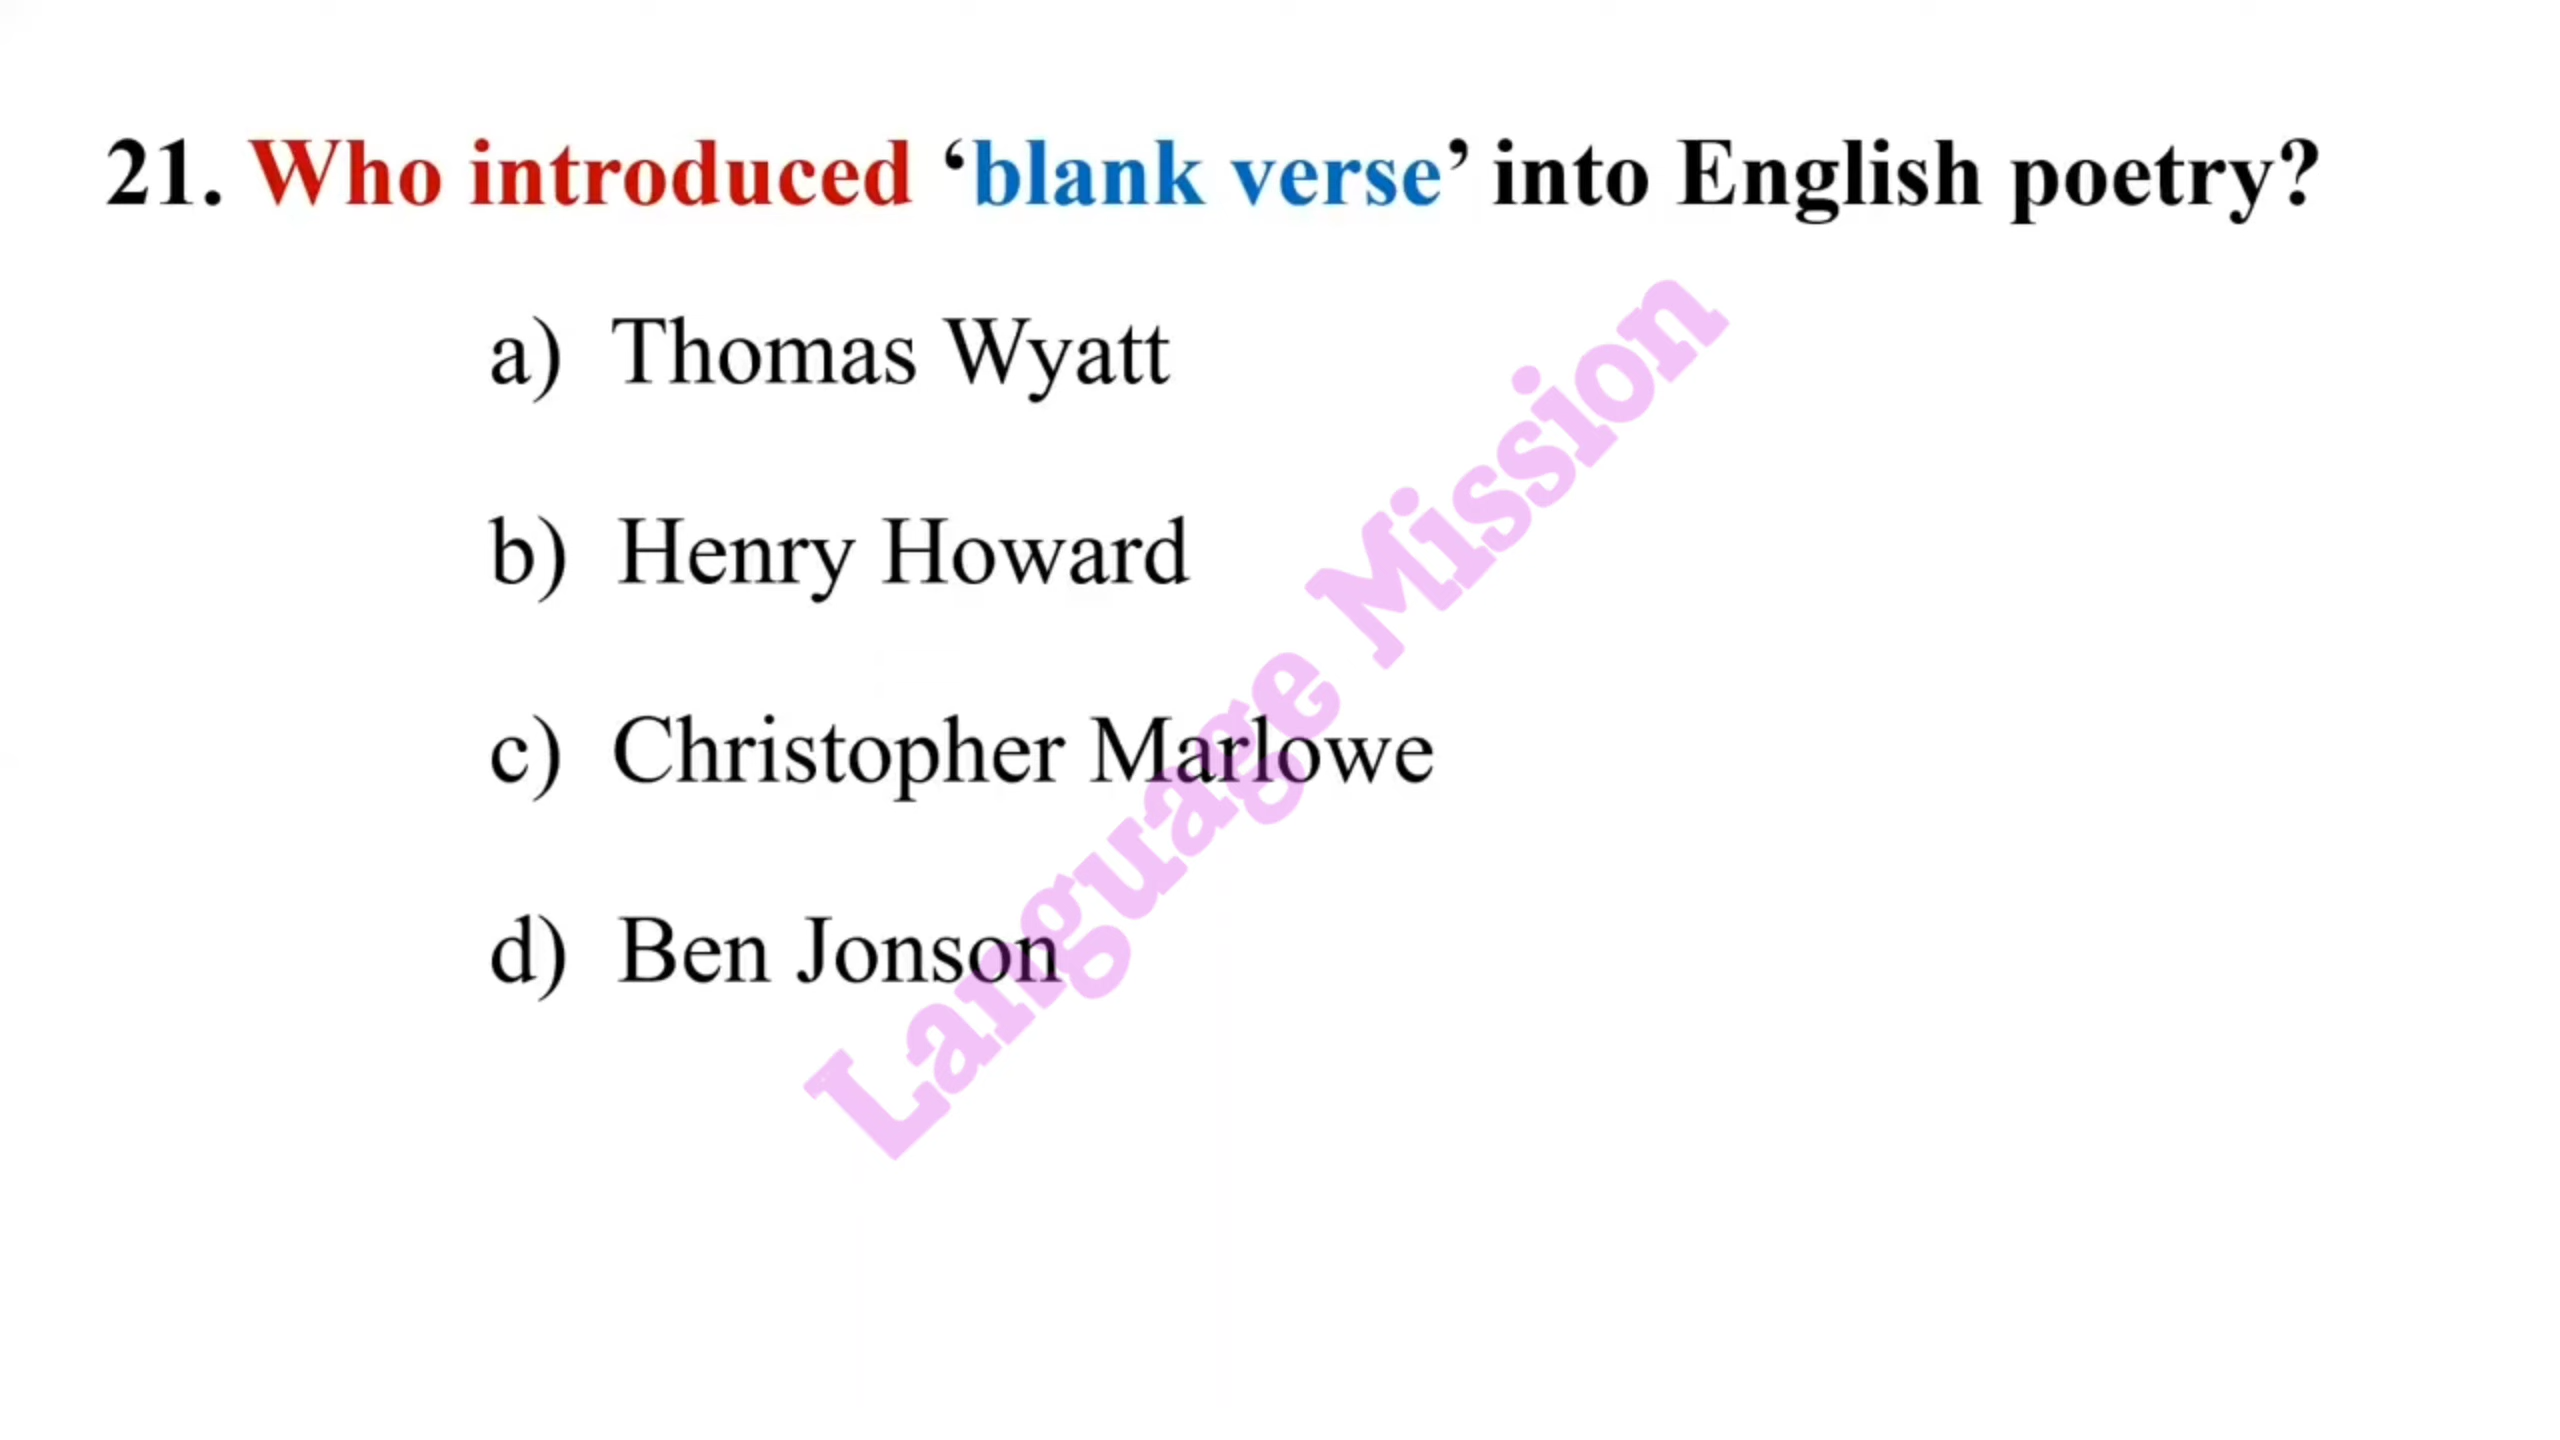 21. Who introduced ‘blank verse’ into English poetry?
a) Thomas Wyatt
b) Henry Howard
c) Christopher Marlowe
d) Ben Jonson
Language Mission